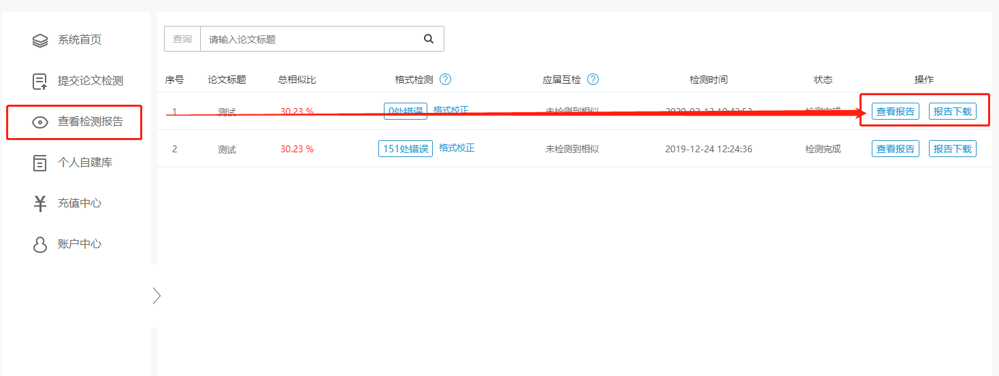 系统首页
提交论文检测
查看检测报告
个人自建库
充值中心
账户中心
查询 请输入论文标题
序号 论文标题 总相似比 格式检测 ? 应届互检 ? 检测时间 状态 操作
1 测试 30.23 % 0处错误 格式校正 未检测到相似 检测完成 查看报告 报告下载
2 测试 30.23 % 151处错误 格式校正 未检测到相似 2019-12-24 12:24:36 检测完成 查看报告 报告下载